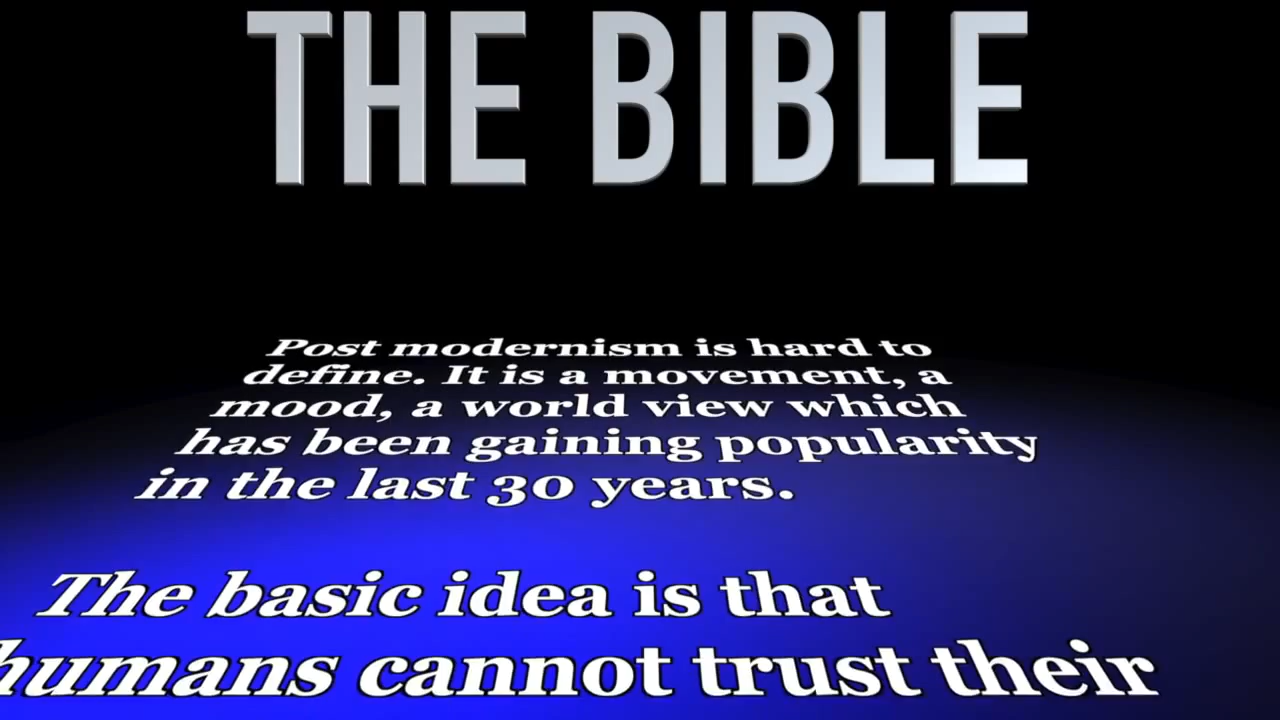 THE BIBLE
Post modernism is hard to
define. It is a movement, a
mood, a world view which
has been gaining popularity
in the last 30 years.
The basic idea is that
humans cannot trust their